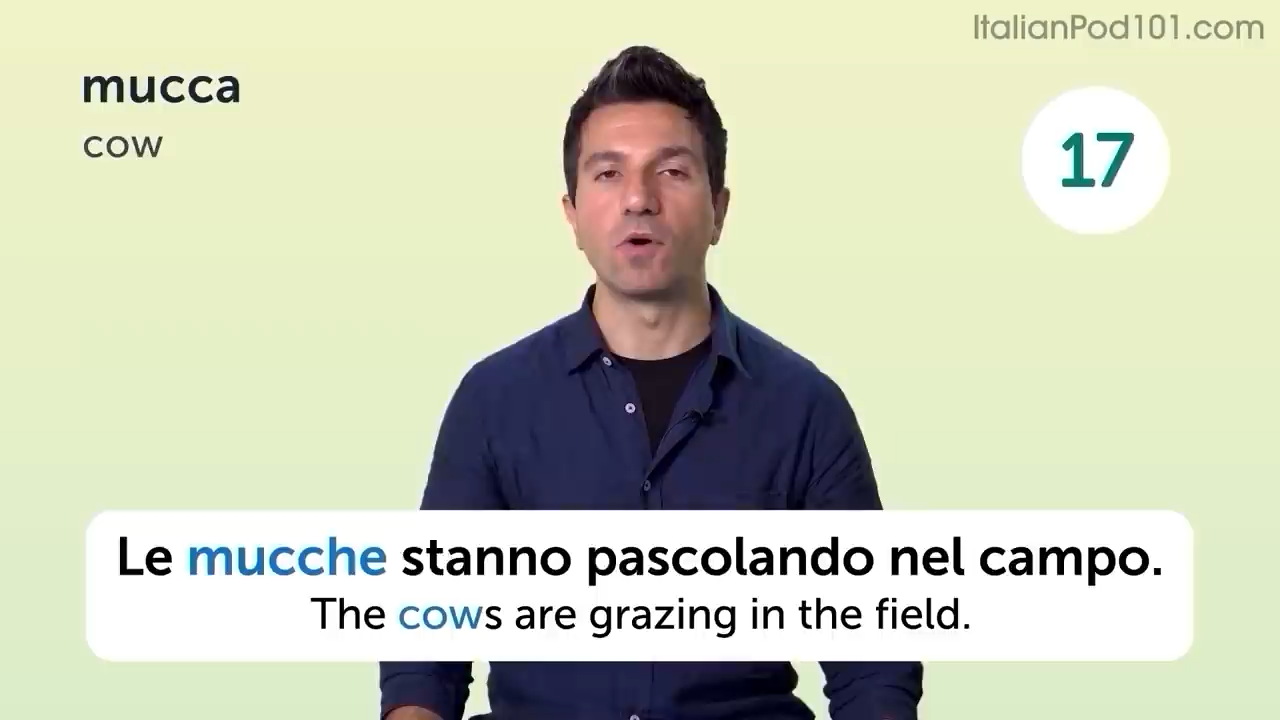 ItalianPod101.com
mucca
cow
17
Le mucche stanno pascolando nel campo.
The cows are grazing in the field.